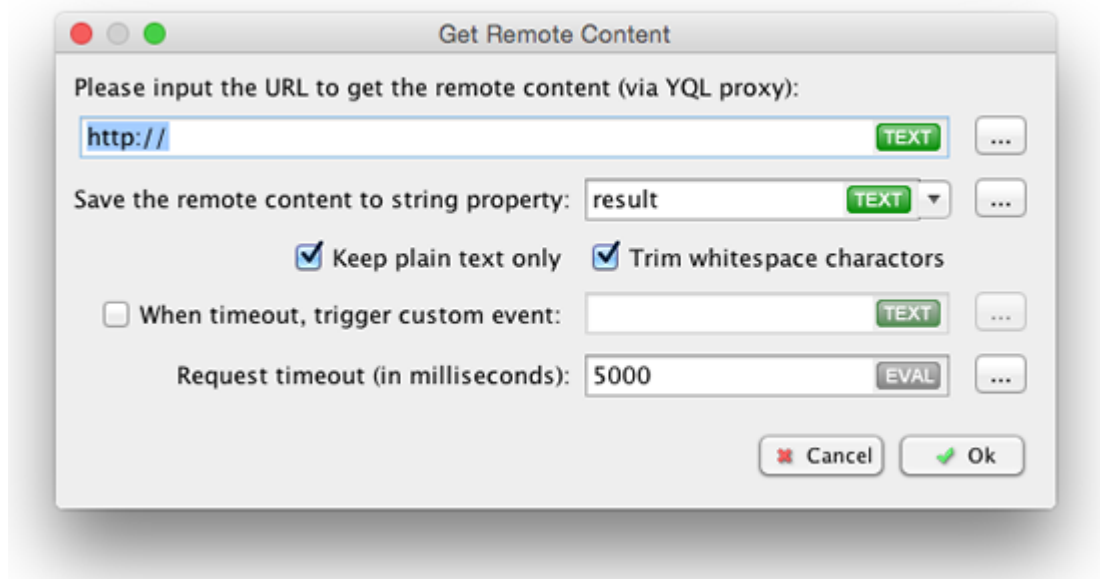 Get Remote Content
Please input the URL to get the remote content (via YQL proxy):
http:// TEXT ...
Save the remote content to string property: result TEXT ...
Keep plain text only Trim whitespace charactors
When timeout, trigger custom event: TEXT ...
Request timeout (in milliseconds): 5000 EVAL ...
Cancel Ok